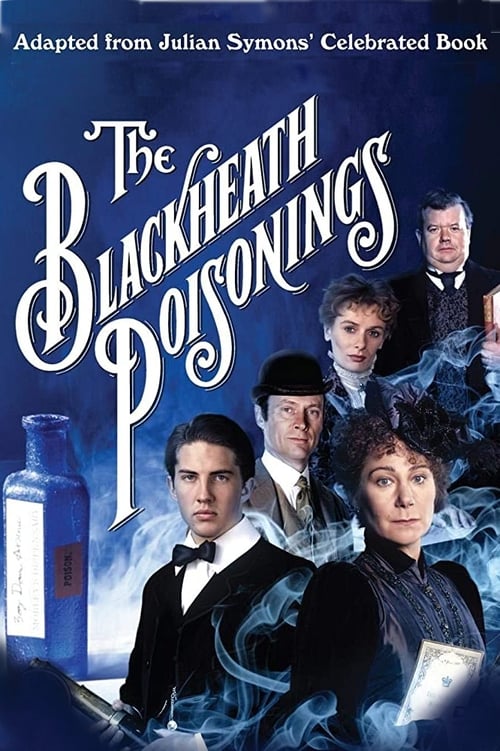 Adapted from Julian Symons' Celebrated Book
The
Blackheath
Poisonings
POISON